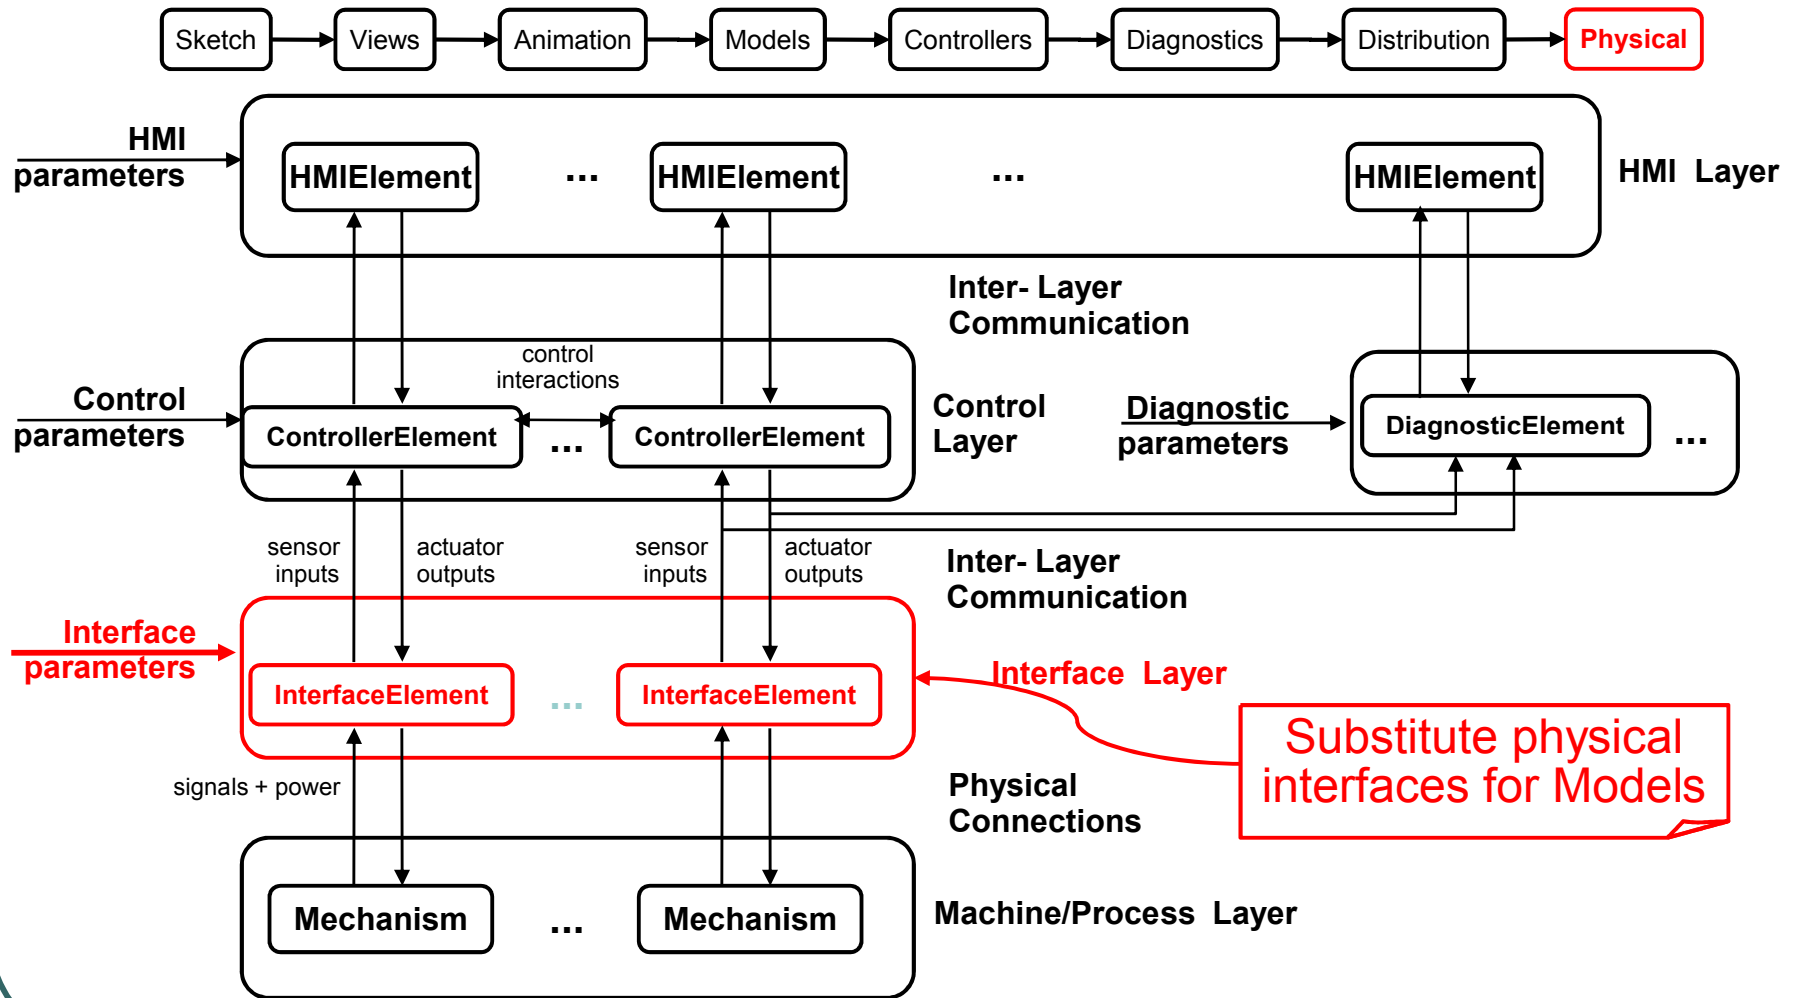 Sketch
Views
Animation
Models
Controllers
Diagnostics
Distribution
Physical
HMI
parameters
HMIElement
...
HMIElement
...
HMIElement
HMI Layer
Inter- Layer
Communication
control
interactions
Control
parameters
ControllerElement
...
ControllerElement
Control
Layer
Diagnostic
parameters
DiagnosticElement
...
sensor
inputs
actuator
outputs
sensor
inputs
actuator
outputs
Inter- Layer
Communication
Interface
parameters
InterfaceElement
...
InterfaceElement
Interface Layer
Substitute physical
interfaces for Models
signals + power
Physical
Connections
Mechanism
...
Mechanism
Machine/Process Layer